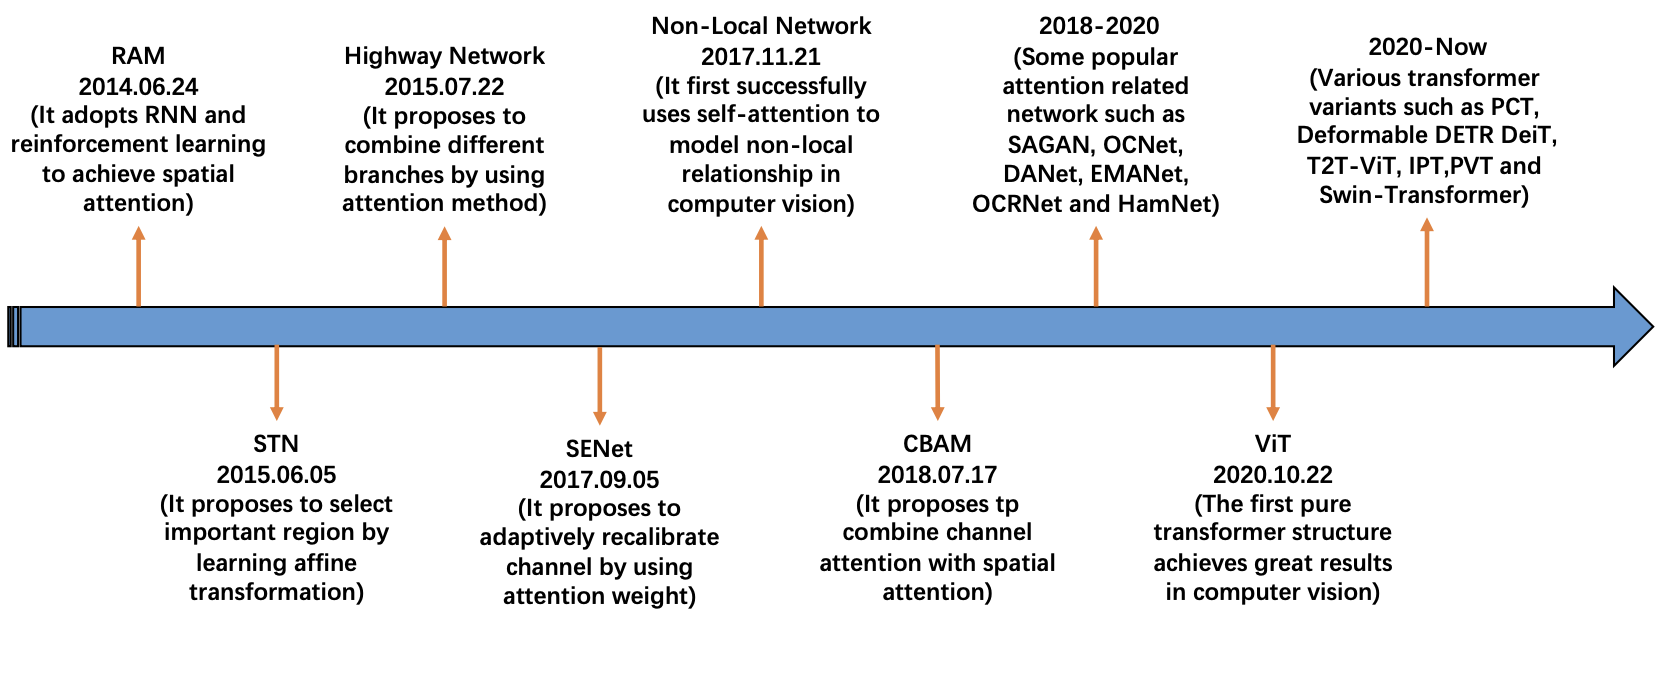 RAM
2014.06.24
(It adopts RNN and
reinforcement learning
to achieve spatial
attention)
Highway Network
2015.07.22
(It proposes to
combine different
branches by using
attention method)
Non-Local Network
2017.11.21
(It first successfully
uses self-attention to
model non-local
relationship in
computer vision)
2018-2020
(Some popular
attention related
network such as
SAGAN, OCNet,
DANet, EMANet,
OCRNet and HamNet)
2020-Now
(Various transformer
variants such as PCT,
Deformable DETR DeiT,
T2T-ViT, IPT,PVT and
Swin-Transformer)
STN
2015.06.05
(It proposes to select
important region by
learning affine
transformation)
SENet
2017.09.05
(It proposes to
adaptively recalibrate
channel by using
attention weight)
CBAM
2018.07.17
(It proposes tp
combine channel
attention with spatial
attention)
ViT
2020.10.22
(The first pure
transformer structure
achieves great results
in computer vision)